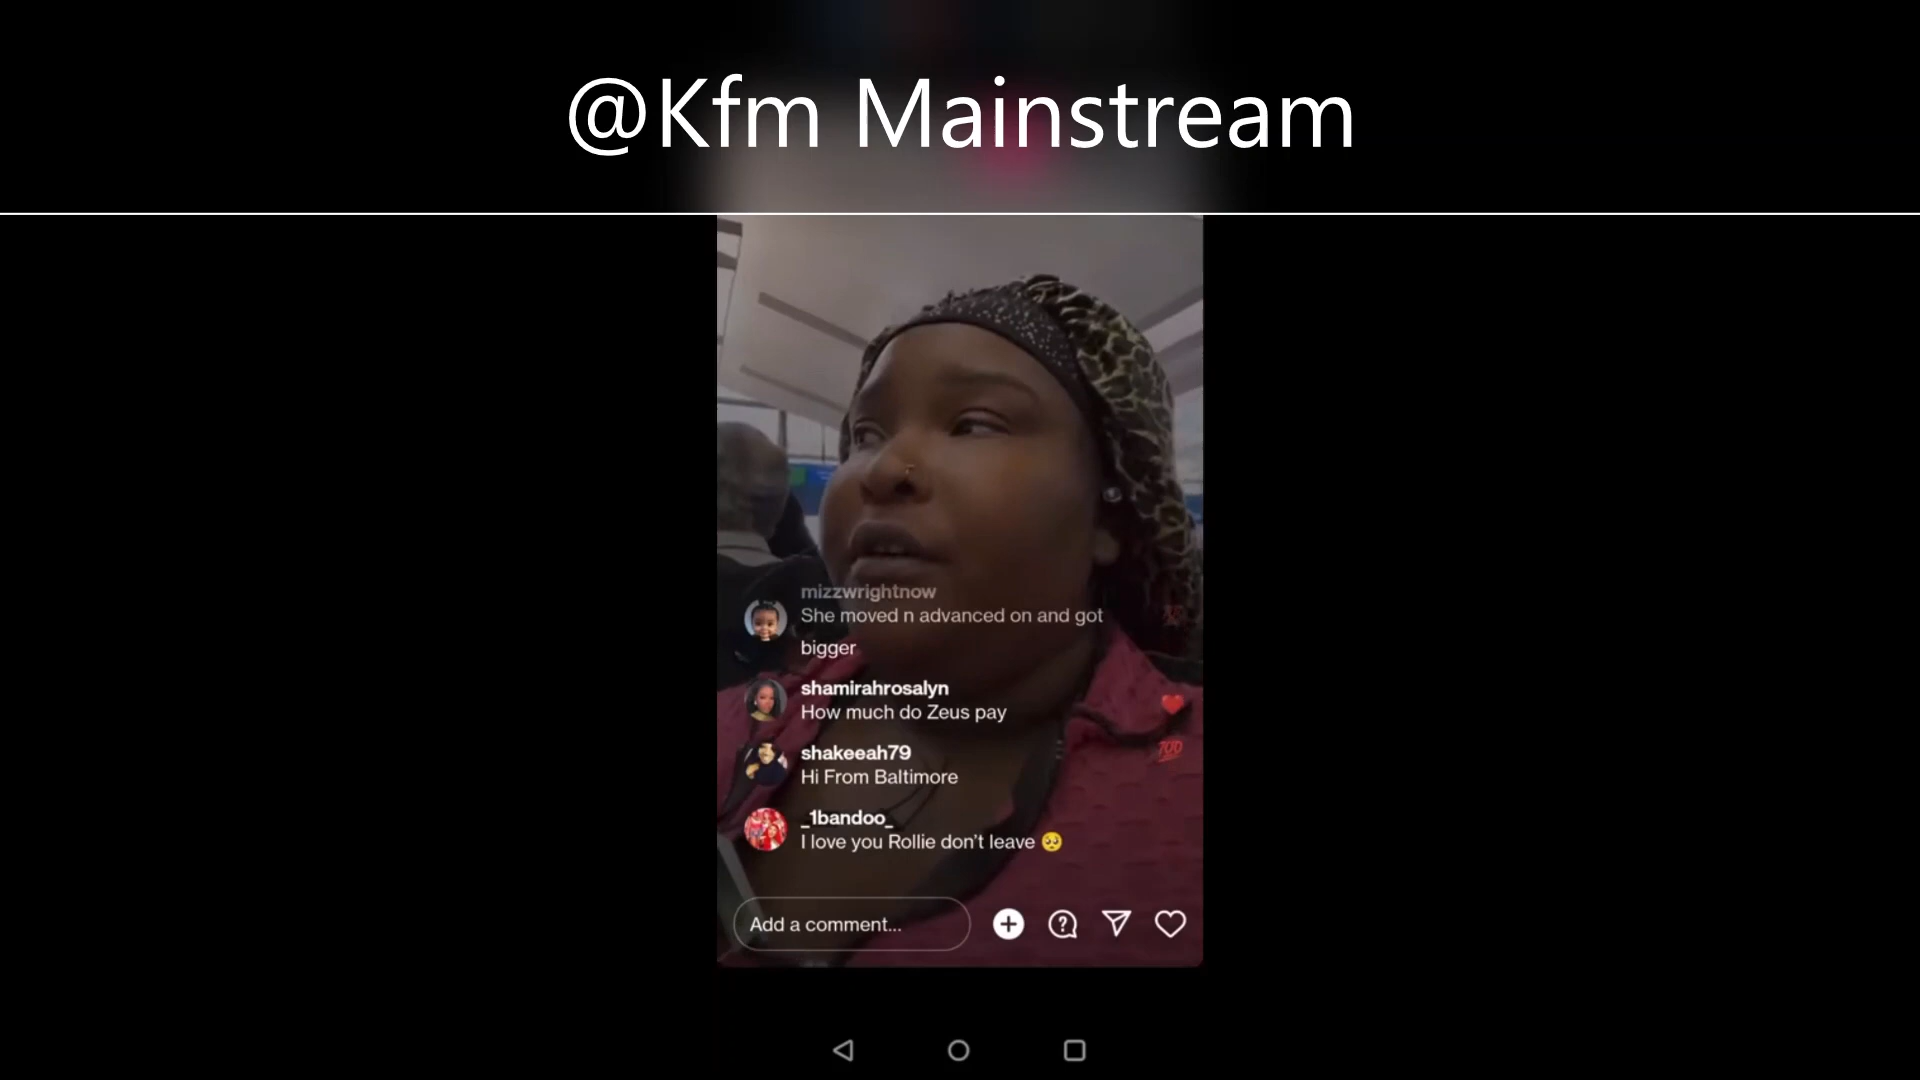 @Kfm Mainstream
mizzwrightnow
She moved n advanced on and got
bigger
shamirahrosalyn
How much do Zeus pay
shakeeah79
Hi From Baltimore
_1bandoo_
I love you Rollie don't leave 🥺
Add a comment...